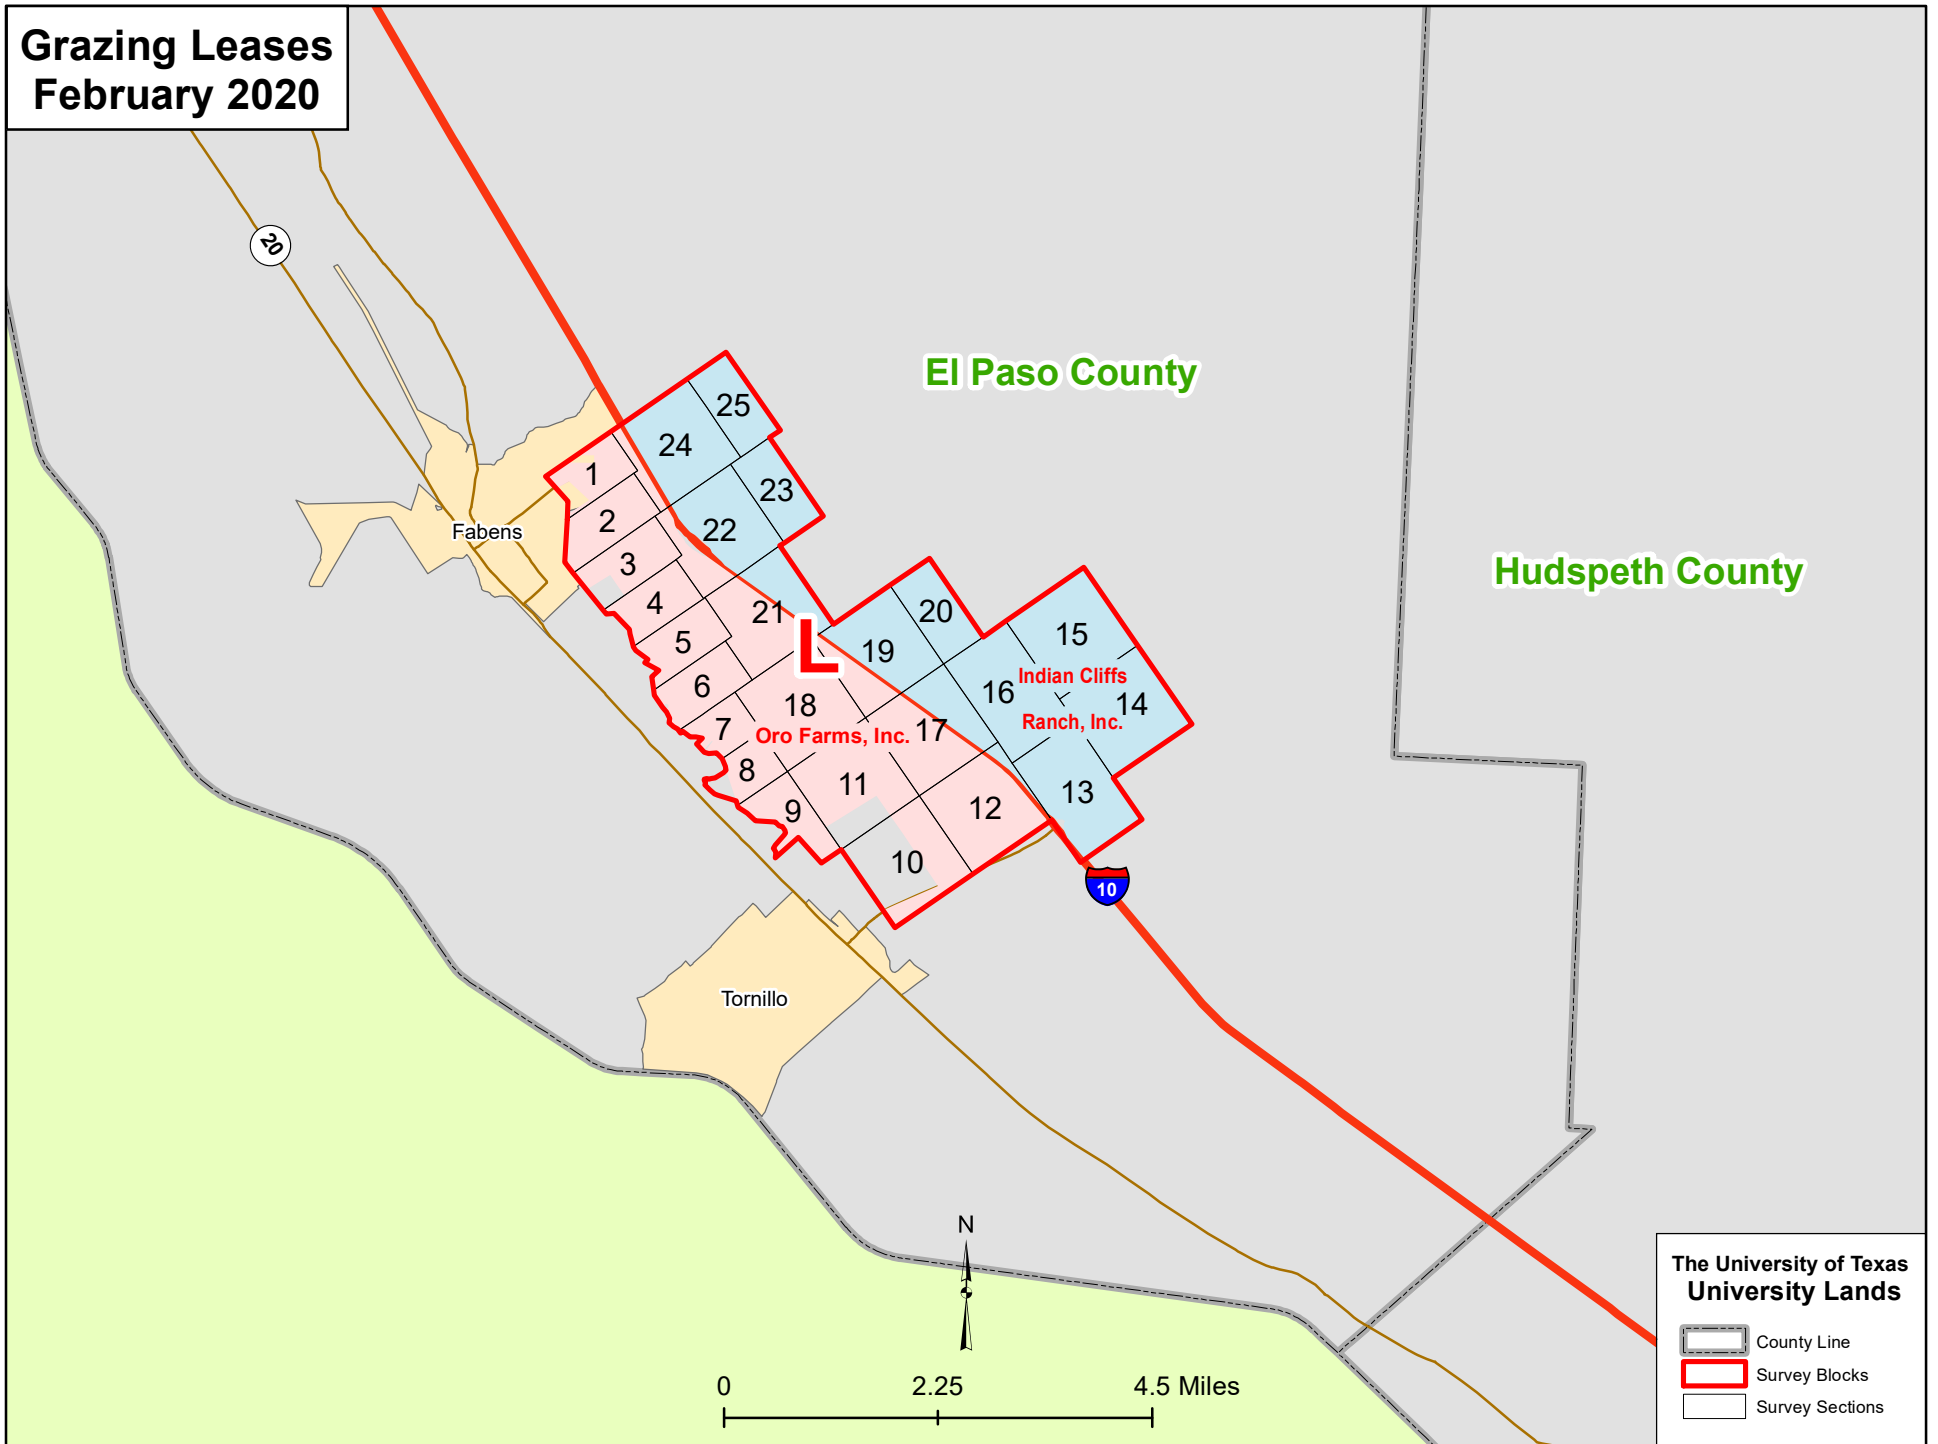 Grazing Leases
February 2020
20
El Paso County
Hudspeth County
25
24
1
23
2
22
Fabens
3
4
21
20
15
5
L
19
6
16
Indian Cliffs
14
18
Ranch, Inc.
7
Oro Farms, Inc.
17
8
11
13
9
12
10
10
Tornillo
N
0
2.25
4.5 Miles
The University of Texas
University Lands
County Line
Survey Blocks
Survey Sections